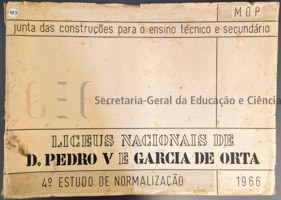 M O P
junta das construções para o ensino técnico e secundário
GEC Secretaria-Geral da Educação e Ciência
LICEUS NACIONAIS DE
D. PEDRO V E GARCIA DE ORTA
4º ESTUDO DE NORMALIZAÇÃO 1966